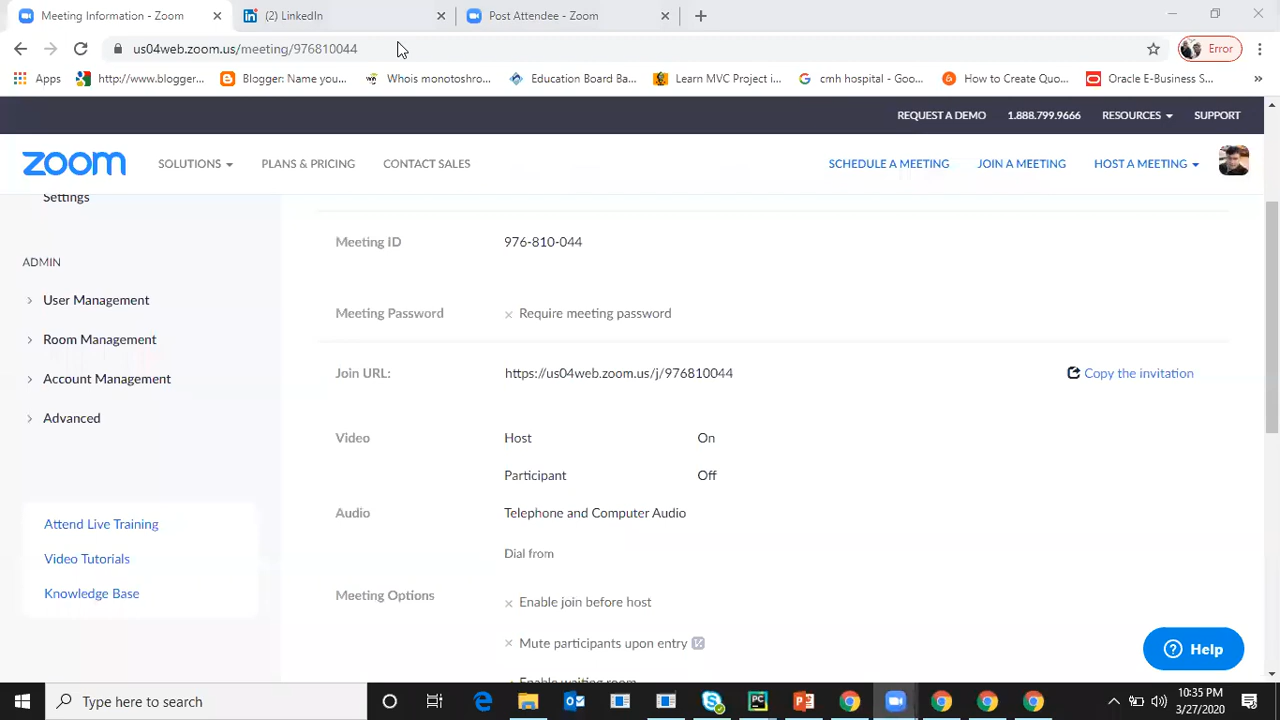 Meeting Information - Zoom
(2) LinkedIn
Post Attendee - Zoom
us04web.zoom.us/meeting/976810044
Error
Apps
http://www.blogger...
Blogger: Name you...
Whois monotoshro...
Education Board Ba...
Learn MVC Project i...
cmh hospital - Goo...
How to Create Quo...
Oracle E-Business S...
REQUEST A DEMO
1.888.799.9666
RESOURCES
SUPPORT
zoom
SOLUTIONS
PLANS & PRICING
CONTACT SALES
SCHEDULE A MEETING
JOIN A MEETING
HOST A MEETING
Settings
ADMIN
User Management
Room Management
Account Management
Advanced
Attend Live Training
Video Tutorials
Knowledge Base
Meeting ID
976-810-044
Meeting Password
Require meeting password
Join URL:
https://us04web.zoom.us/j/976810044
Copy the invitation
Video
Host
On
Participant
Off
Audio
Telephone and Computer Audio
Dial from
Meeting Options
Enable join before host
Mute participants upon entry
Enable waiting room
Help
Type here to search
10:35 PM
3/27/2020